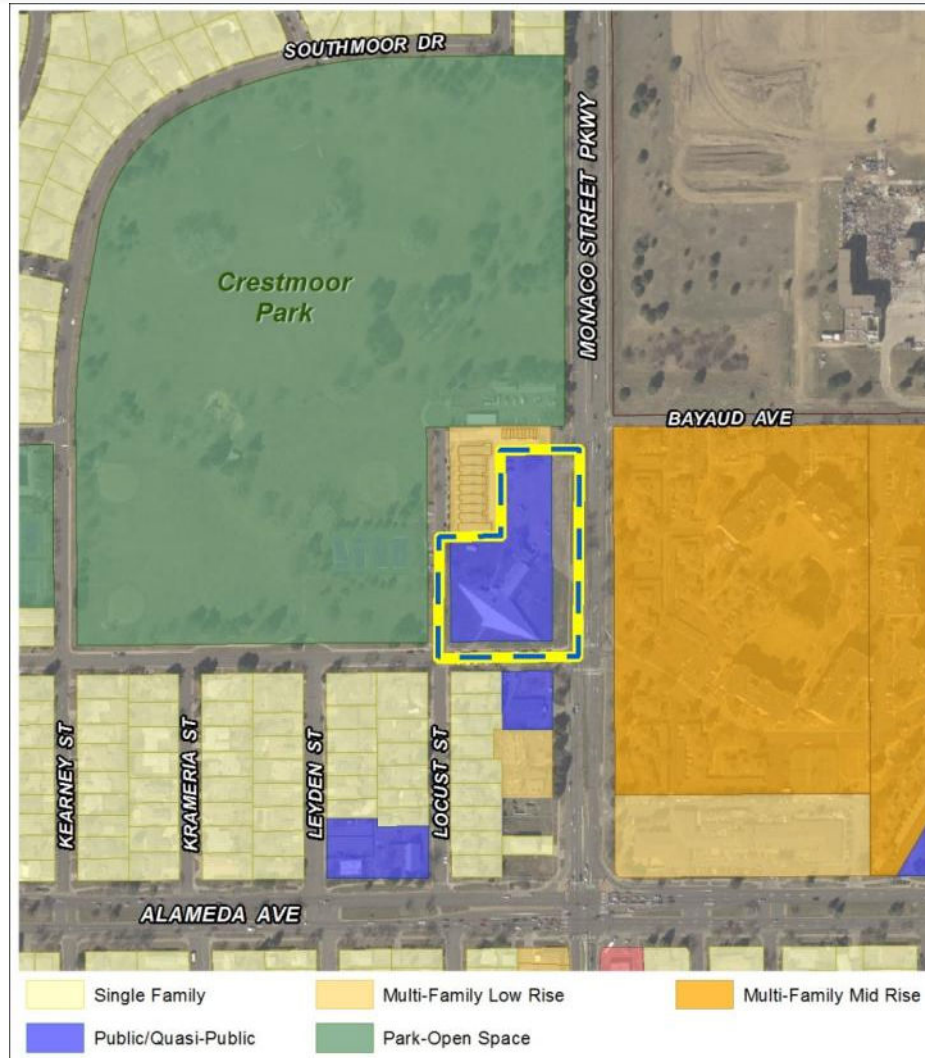 SOUTHMOOR DR
MONACO STREET PKWY
Crestmoor
Park
BAYAUD AVE
KEARNEY ST
KRAMERIA ST
LEYDEN ST
LOCUST ST
ALAMEDA AVE
Single Family
Multi-Family Low Rise
Multi-Family Mid Rise
Public/Quasi-Public
Park-Open Space